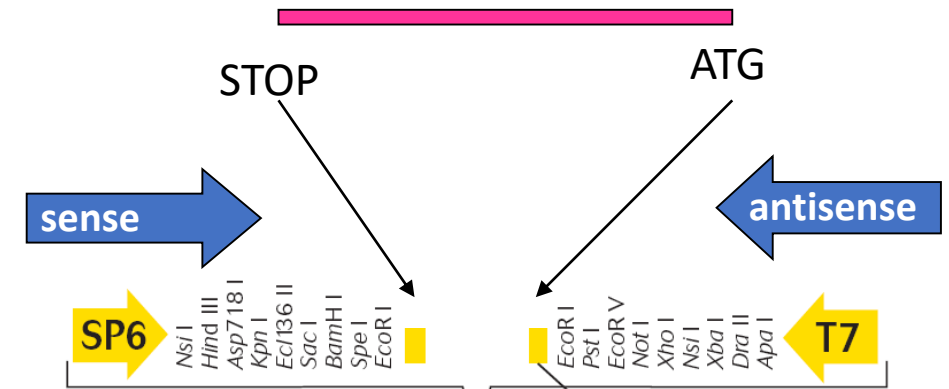 STOP
ATG
sense
antisense
SP6
Nsi I
Hind III
Asp718 I
Kpn I
Ecl136 II
Sac I
BamH I
Spe I
EcoR I
EcoR I
Pst I
EcoR V
Not I
Xho I
Nsi I
Xba I
Dra II
Apa I
T7